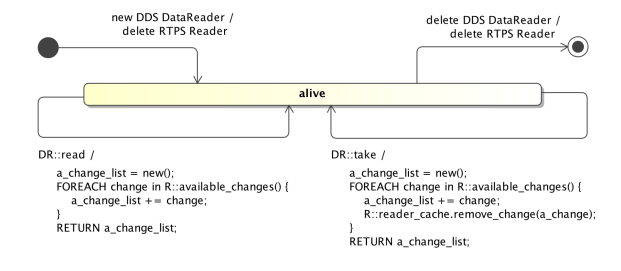 new DDS DataReader /
delete RTPS Reader
delete DDS DataReader /
delete RTPS Reader
alive
DR::read /
a_change_list = new();
FOREACH change in R::available_changes() {
a_change_list += change;
}
RETURN a_change_list;
DR::take /
a_change_list = new();
FOREACH change in R::available_changes() {
a_change_list += change;
R::reader_cache.remove_change(a_change);
}
RETURN a_change_list;